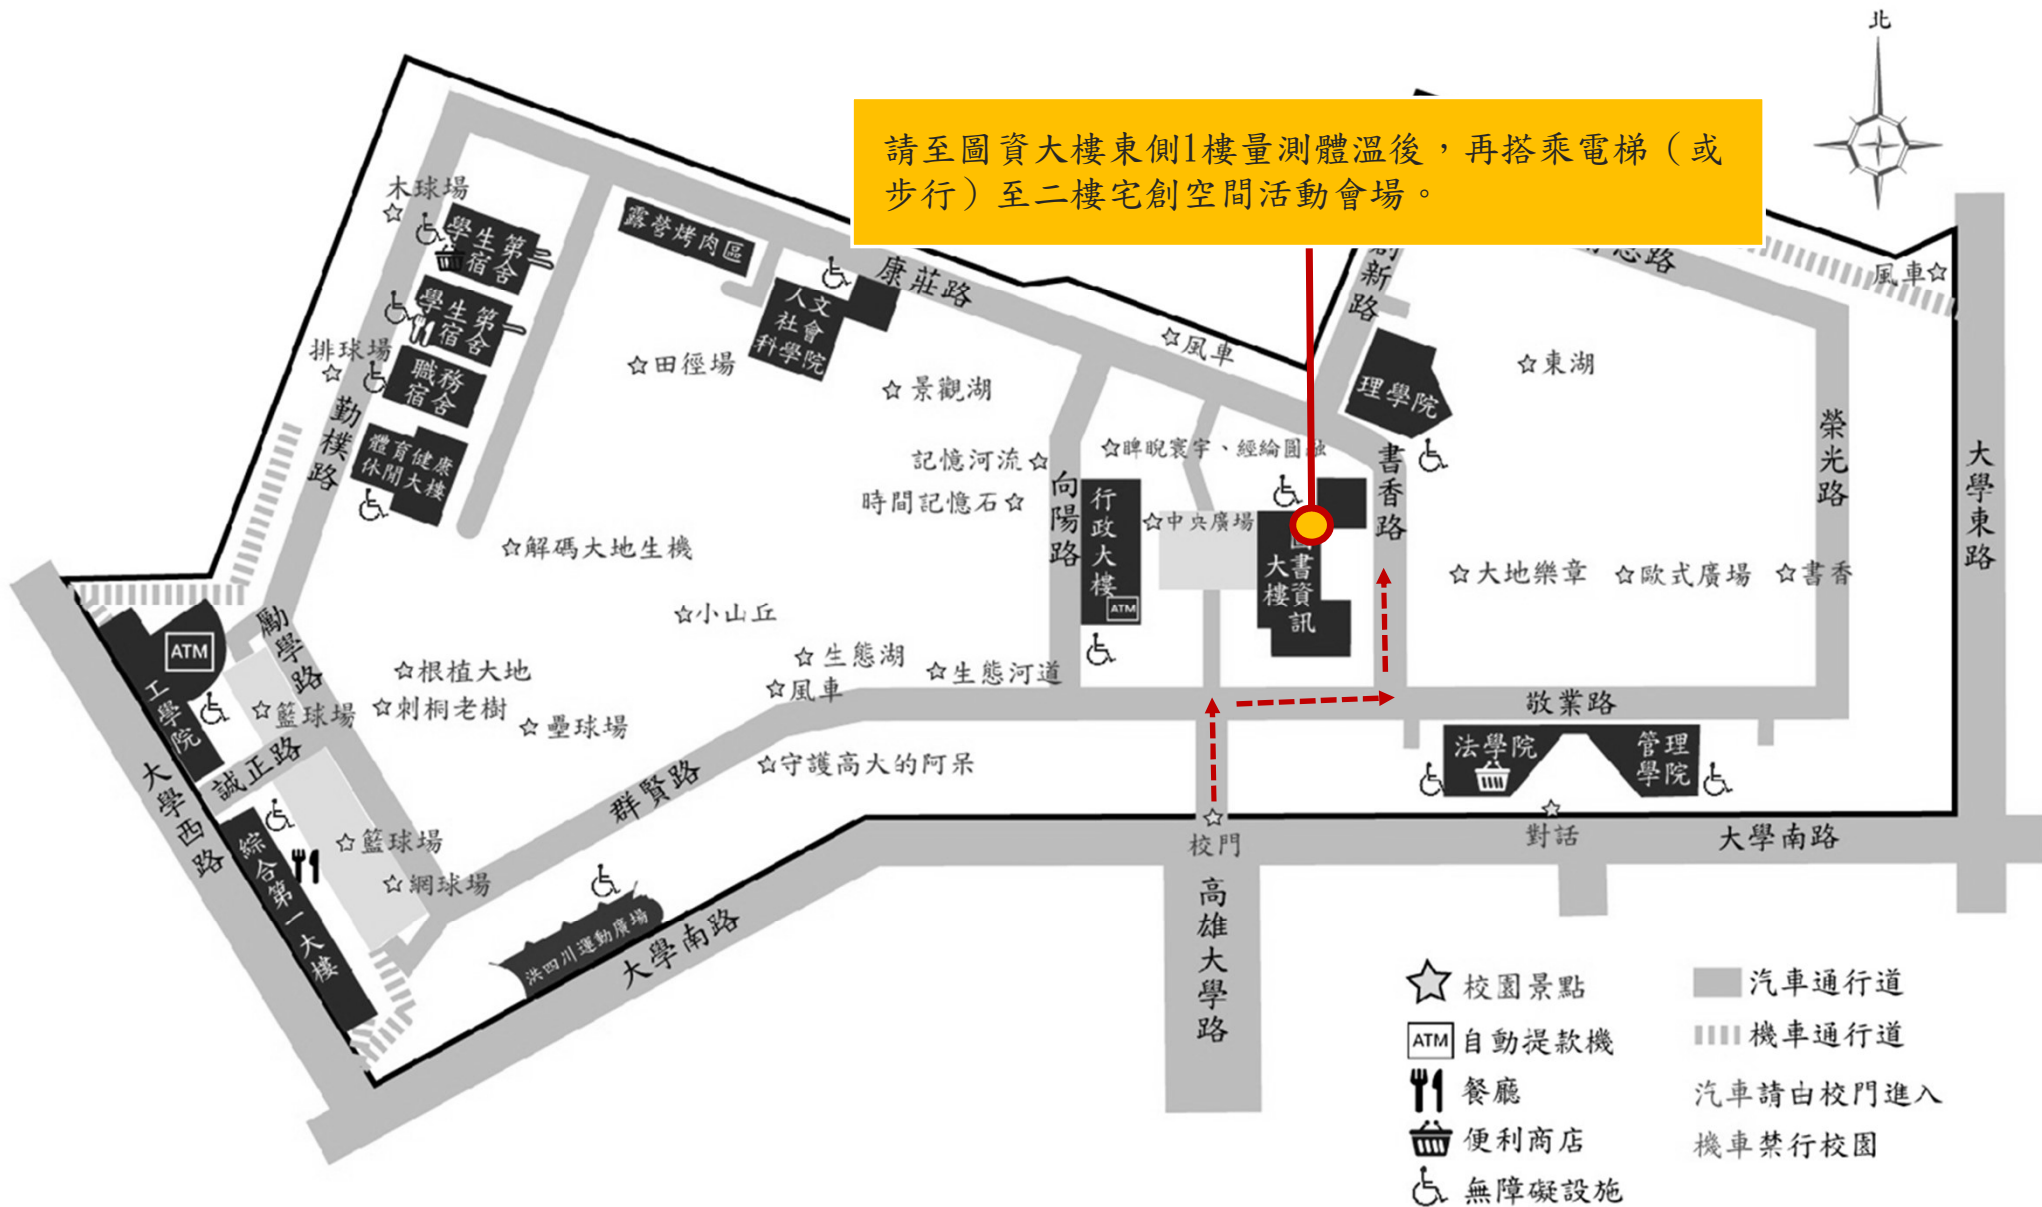 北
請至圖資大樓東側1樓量測體溫後，再搭乘電梯（或
步行）至二樓宅創空間活動會場。
木球場
學生第二
宿舍
露營烤肉區
康莊路
創新路
風車
學生第一
宿舍
人文
社會
科學院
排球場
職務
宿舍
田徑場
景觀湖
風車
理學院
東湖
勤樸路
體育健康
休閒大樓
記憶河流
時間記憶石
向陽路
睥睨寰宇、經綸圓融
書香路
榮光路
大學東路
行政大樓
ATM
中央廣場
圖書資訊
大樓
解碼大地生機
大地樂章
歐式廣場
書香
小山丘
勵學路
ATM
工學院
根植大地
生態湖
生態河道
風車
籃球場
刺桐老樹
壘球場
敬業路
誠正路
守護高大的阿呆
群賢路
法學院
管理
學院
大學西路
籃球場
綜合第一大樓
網球場
校門
對話
大學南路
洪四川運動廣場
大學南路
高雄大學路
校園景點
汽車通行道
ATM
自動提款機
機車通行道
餐廳
汽車請由校門進入
便利商店
機車禁行校園
無障礙設施